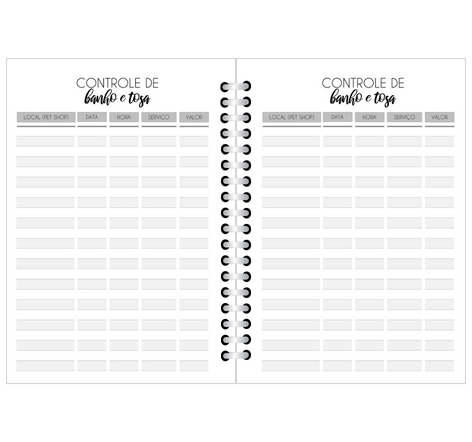 CONTROLE DE
banho e tosa
LOCAL (PET SHOP) DATA HORA SERVIÇO VALOR
CONTROLE DE
banho e tosa
LOCAL (PET SHOP) DATA HORA SERVIÇO VALOR